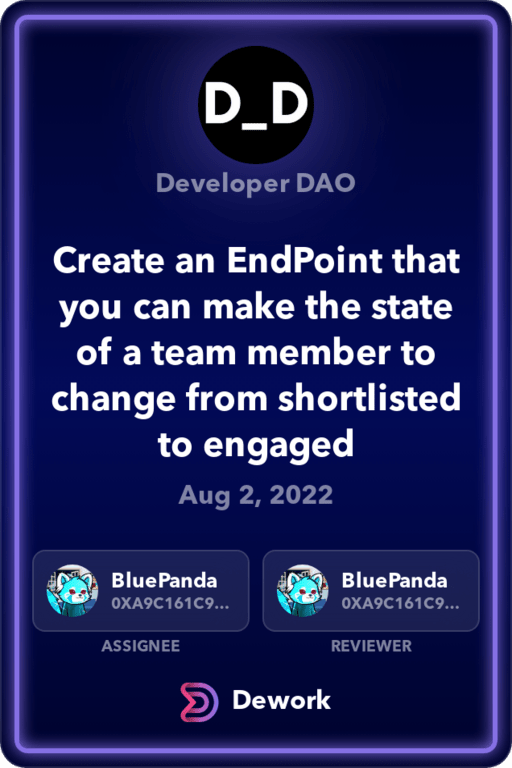 D_D
Developer DAO
Create an EndPoint that
you can make the state
of a team member to
change from shortlisted
to engaged
Aug 2, 2022
BluePanda
0XA9C161C9...
ASSIGNEE
BluePanda
0XA9C161C9...
REVIEWER
Dework